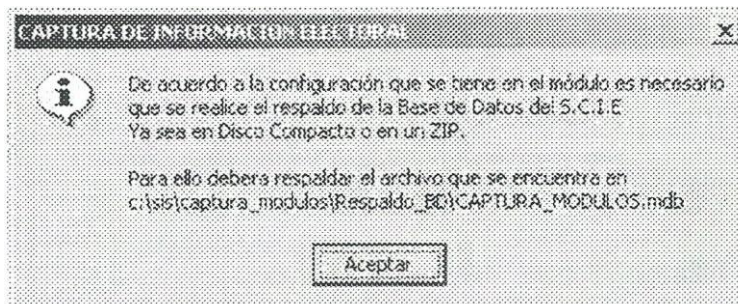 CAPTURA DE INFORMACION ELECTORAL
De acuerdo a la configuración que se tiene en el módulo es necesario
que se realice el respaldo de la Base de Datos del S.C.I.E
Ya sea en Disco Compacto o en un ZIP.
Para ello debera respaldar el archivo que se encuentra en
c:\sis\captura_modulos\Respaldo_BD\CAPTURA_MODULOS.mdb
Aceptar